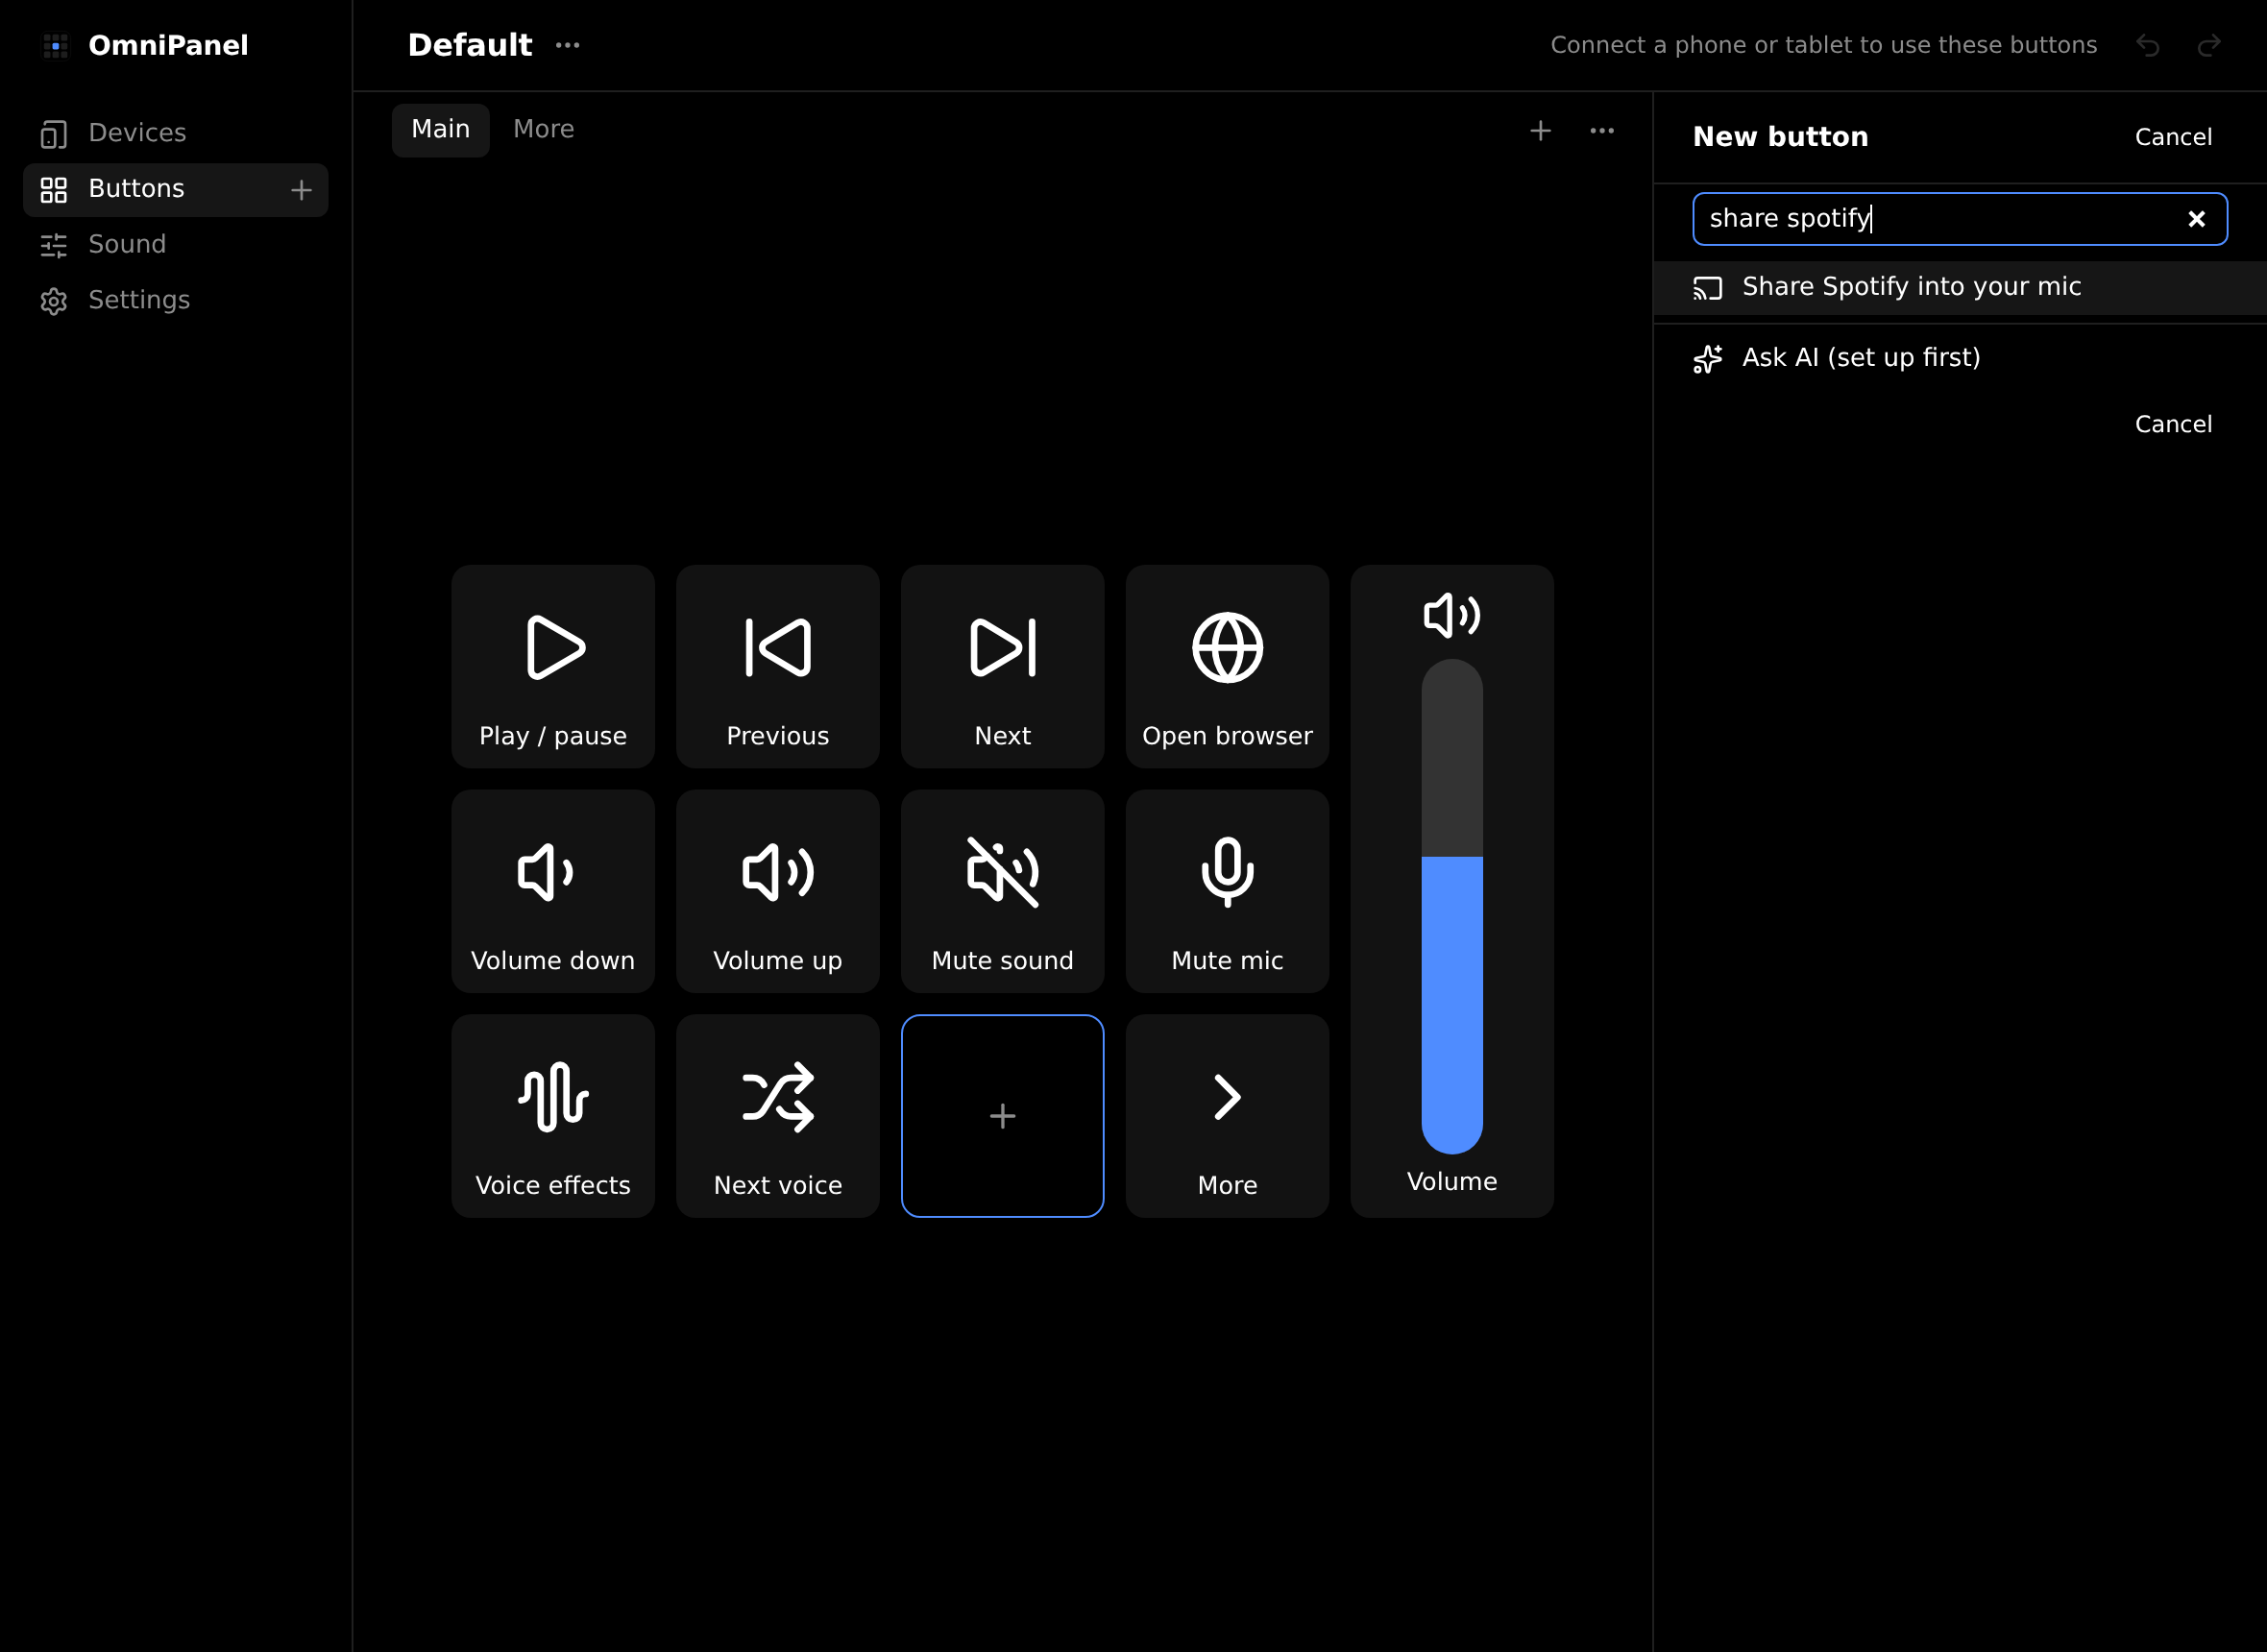 OmniPanel
Devices
Buttons
Sound
Settings
Default
Connect a phone or tablet to use these buttons
Main
More
New button
Cancel
share spotify
Share Spotify into your mic
Ask AI (set up first)
Cancel
Play / pause
Previous
Next
Open browser
Volume down
Volume up
Mute sound
Mute mic
Voice effects
Next voice
More
Volume